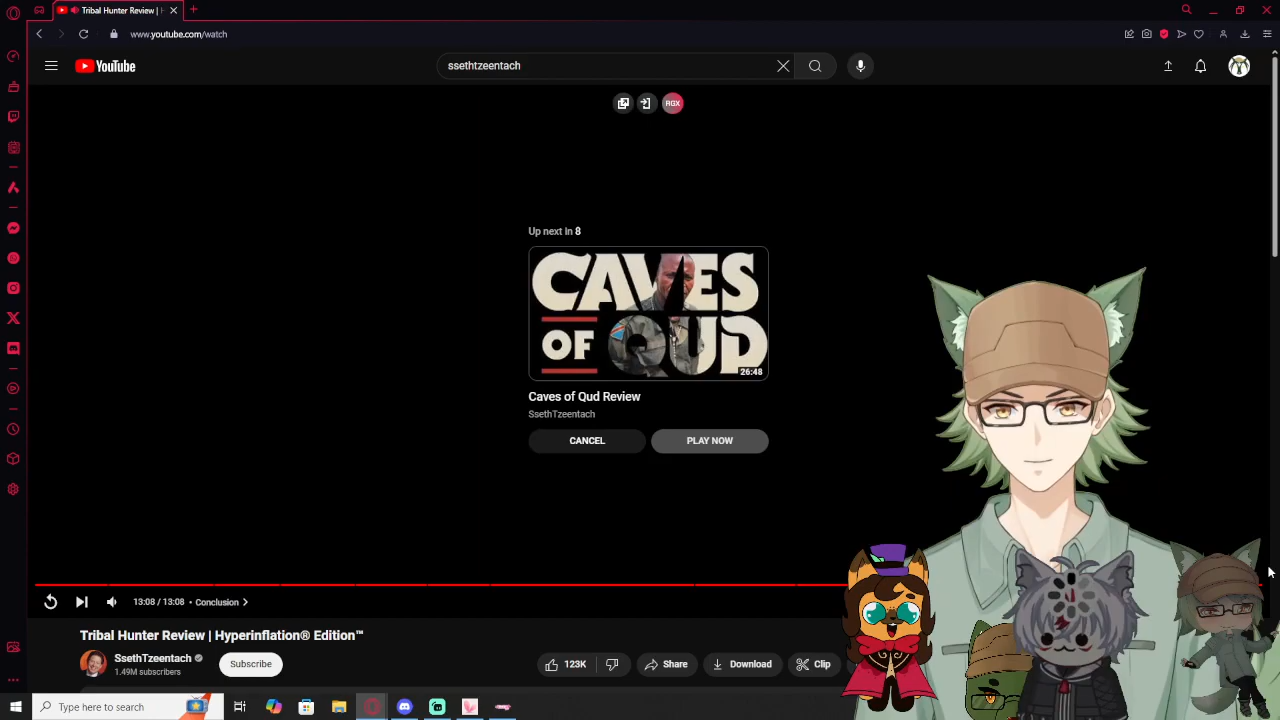 Tribal Hunter Review | H
www.youtube.com/watch
YouTube
ssethtzeentach
RGX
Up next in 8
CAVES
OF QUD
26:48
Caves of Qud Review
SsethTzeentach
CANCEL
PLAY NOW
13:08 / 13:08 • Conclusion
Tribal Hunter Review | Hyperinflation® Edition™
SsethTzeentach
1.49M subscribers
Subscribe
123K
Share
Download
Clip
Type here to search